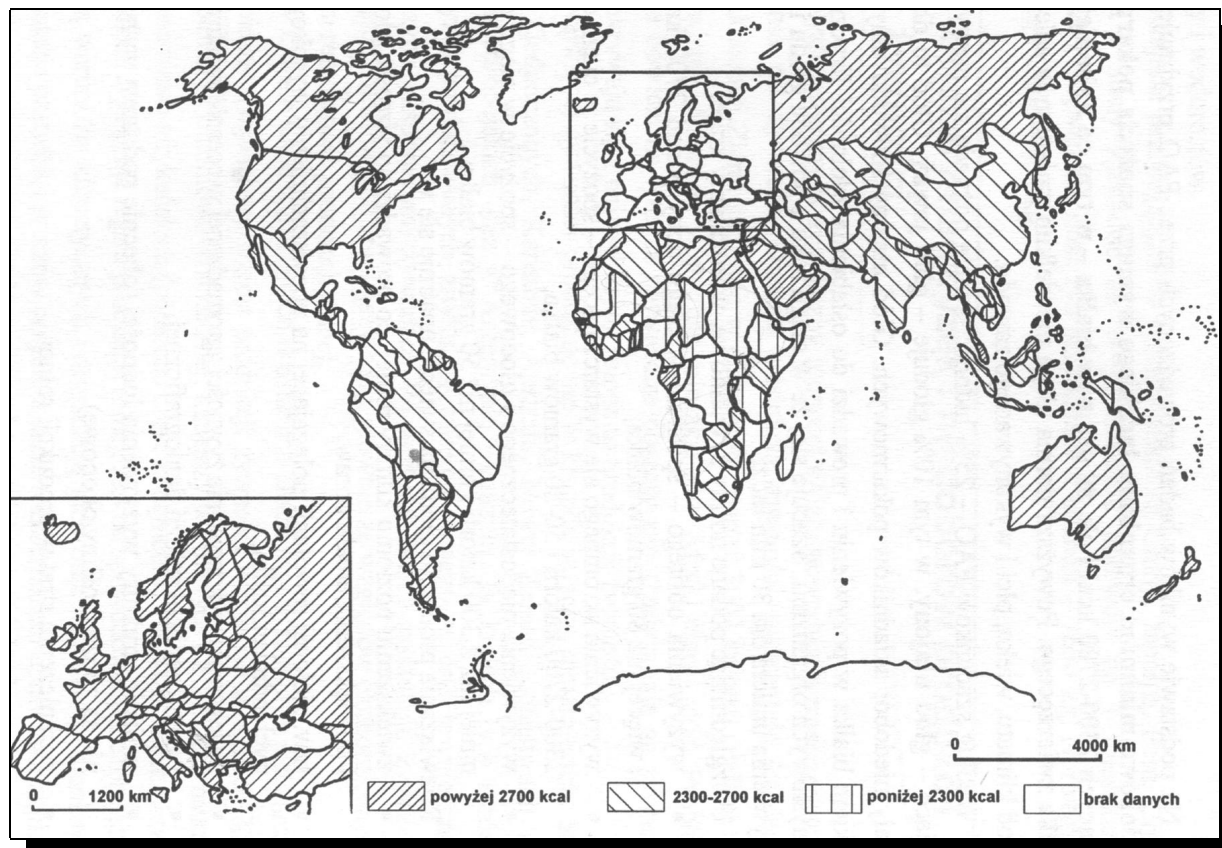 0 4000 km
0 1200 km
powyżej 2700 kcal
2300-2700 kcal
poniżej 2300 kcal
brak danych